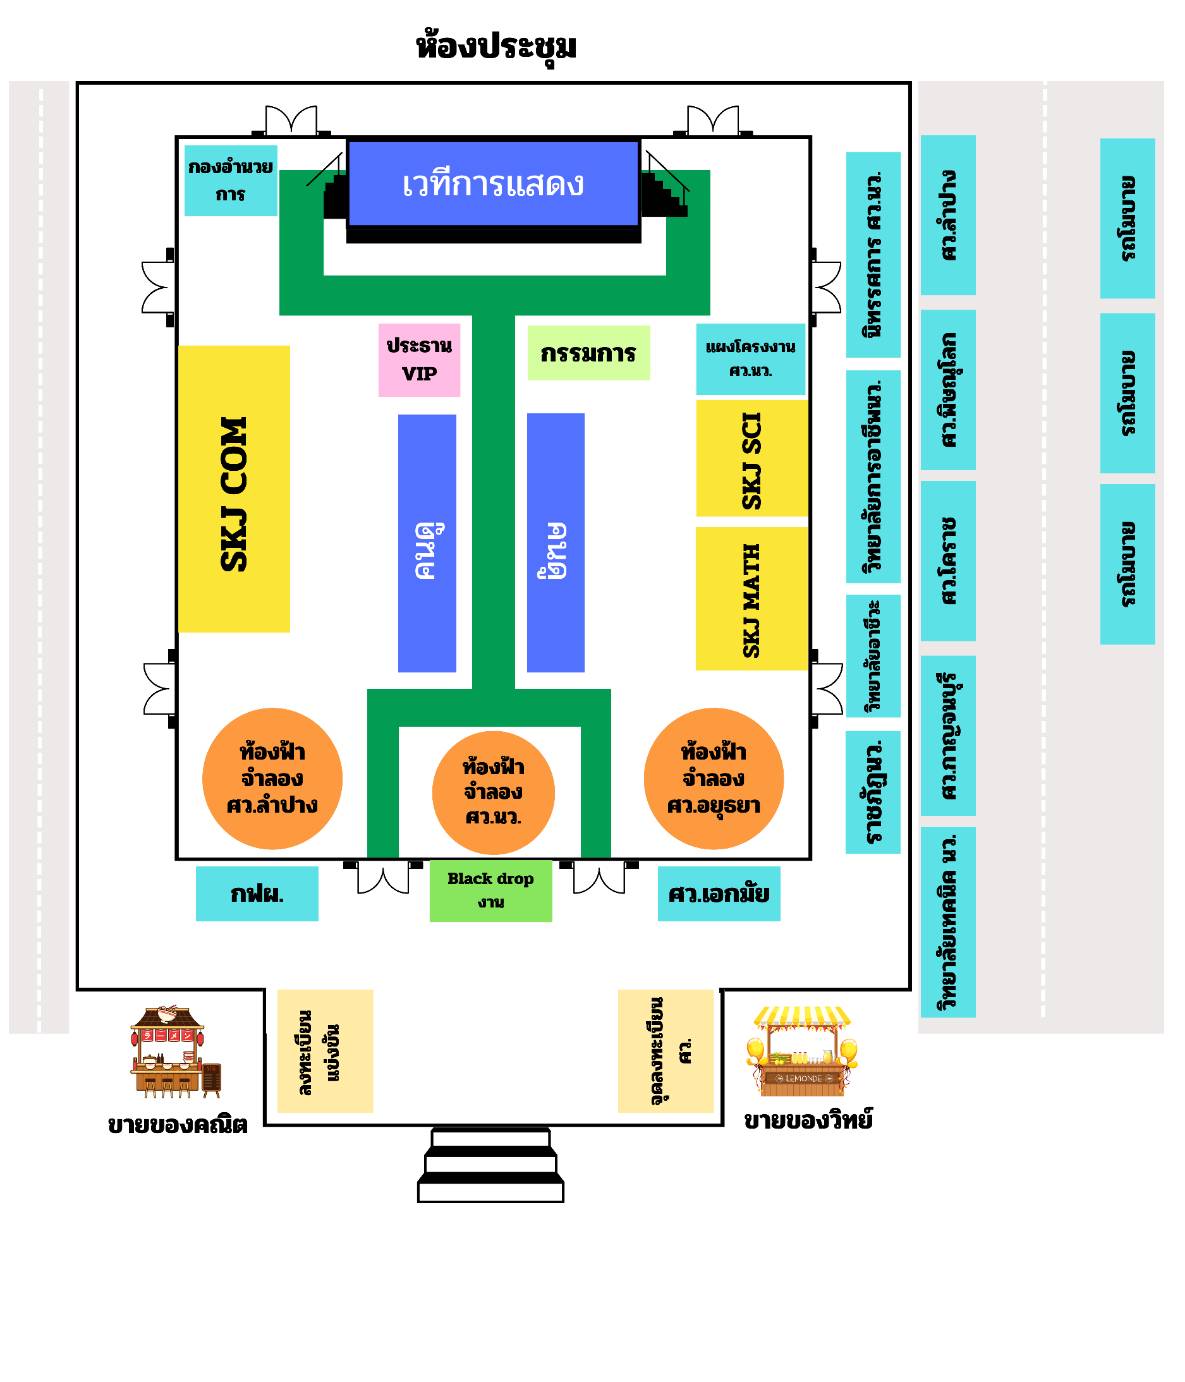 ห้องประชุม
กองอำนวย
การ
เวทีการแสดง
ประธาน
VIP
กรรมการ
แผงโครงงาน
ศว.นว.
SKJ COM
คนดู
คนดู
SKJ SCI
SKJ MATH
ท้องฟ้า
จำลอง
ศว.ลำปาง
ท้องฟ้า
จำลอง
ศว.นว.
ท้องฟ้า
จำลอง
ศว.อยุธยา
กฟผ.
Black drop
งาน
ศว.เอกมัย
นิทรรศการ ศว.นว.
วิทยาลัยการอาชีพนว.
วิทยาลัยอาชีวะ
ราชภัฏนว.
ศว.ลำปาง
ศว.พิษณุโลก
ศว.โคราช
ศว.กาญจนบุรี
วิทยาลัยเทคนิค นว.
รถโมบาย
รถโมบาย
รถโมบาย
ลงทะเบียน
แข่งขัน
จุดลงทะเบียน
ศว.
ラーメン
LEMONDE
ขายของคณิต
ขายของวิทย์